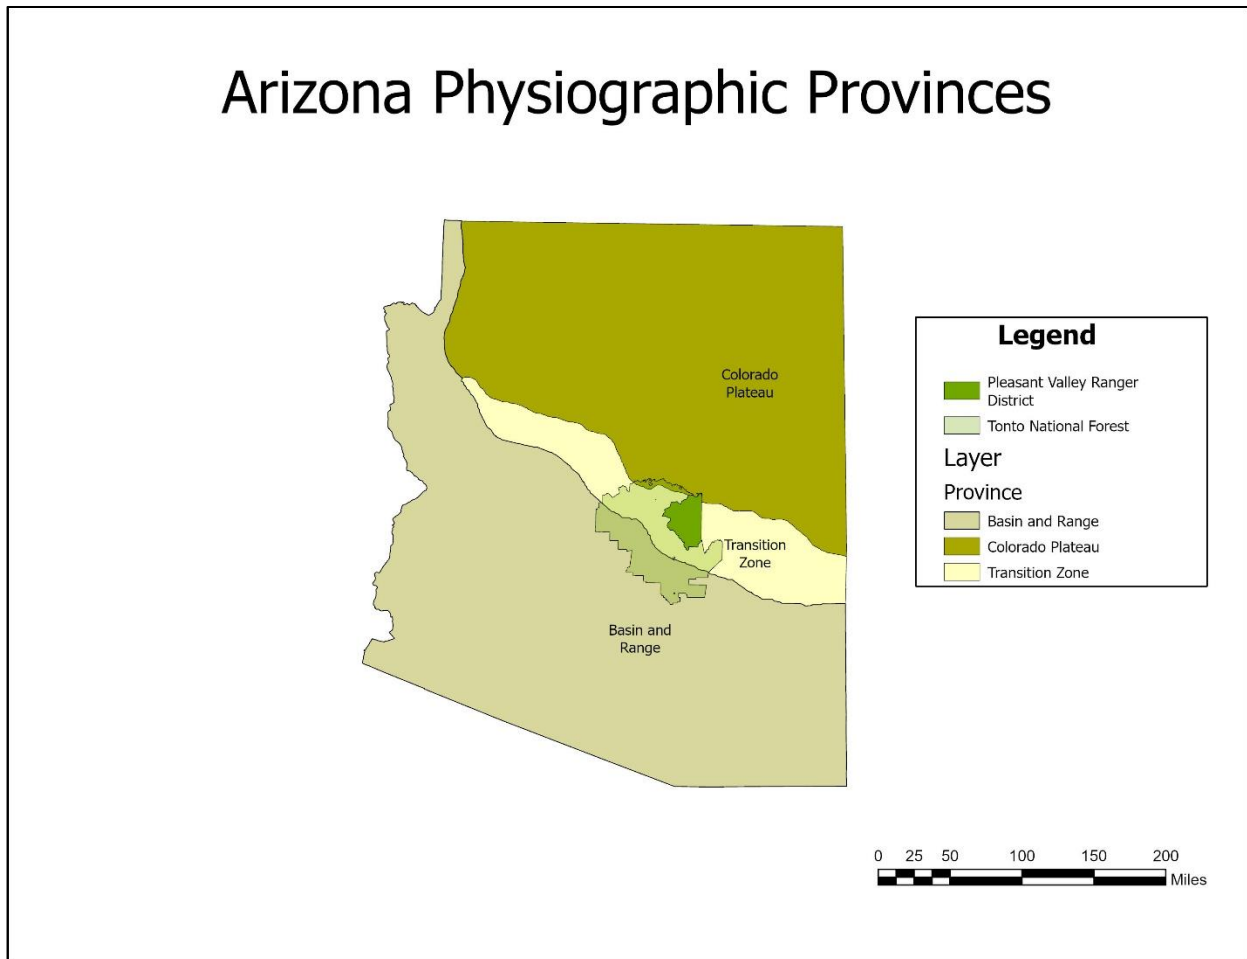 Arizona Physiographic Provinces
Colorado
Plateau
Transition
Zone
Basin and
Range
Legend
Pleasant Valley Ranger
District
Tonto National Forest
Layer
Province
Basin and Range
Colorado Plateau
Transition Zone
0 25 50 100 150 200
Miles